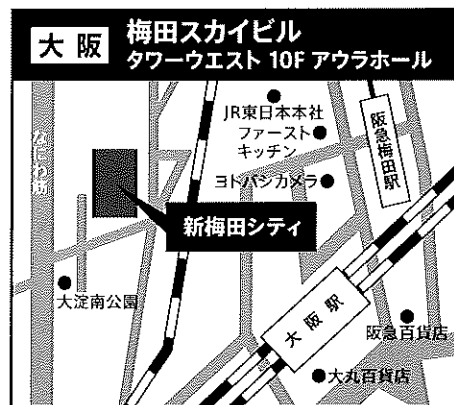 大阪
梅田スカイビル
タワーウエスト 10F アウラホール
JR東日本本社
ファースト
キッチン
ヨドバシカメラ
阪急梅田駅
なにわ筋
新梅田シティ
大淀南公園
大阪駅
阪急百貨店
大丸百貨店